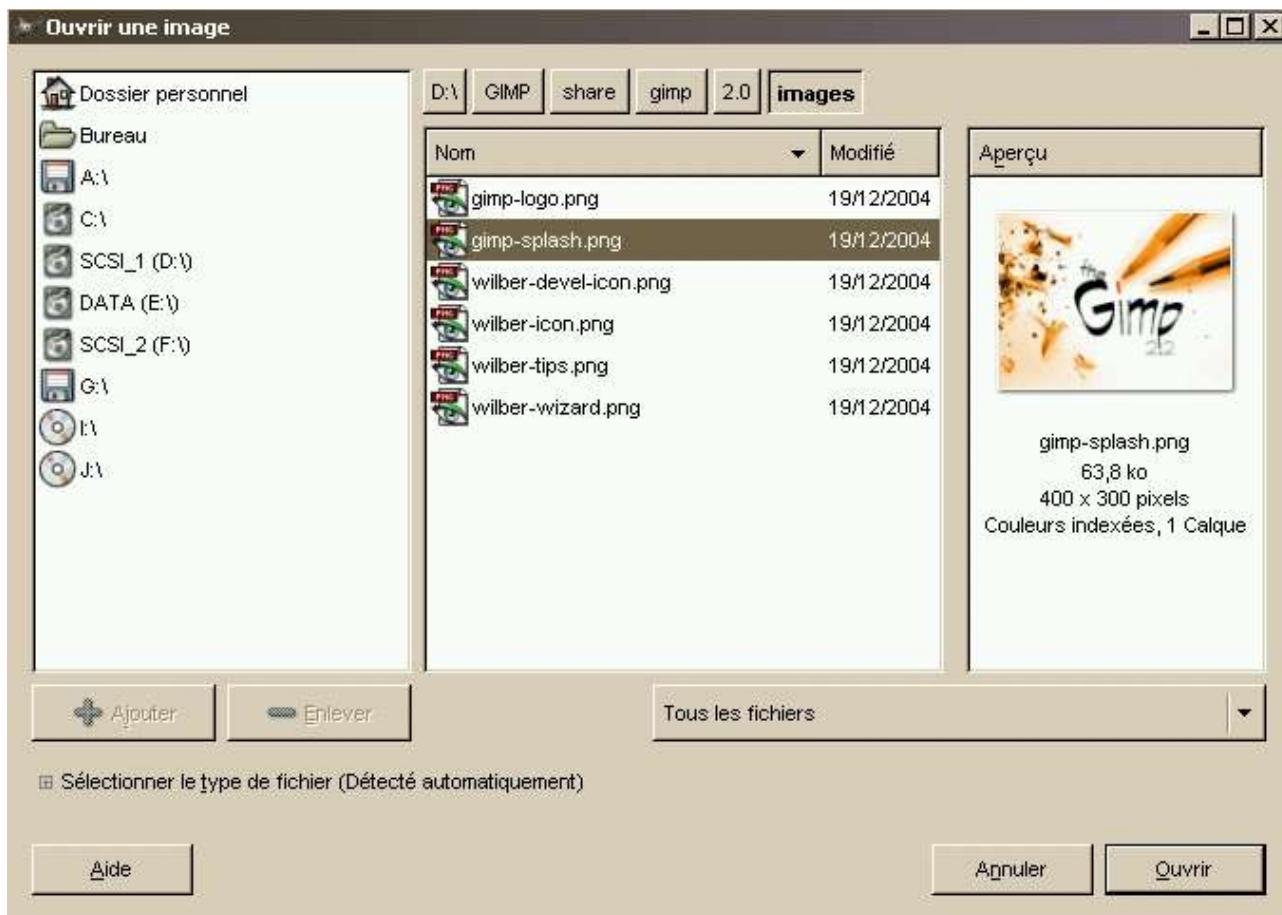 Ouvrir une image
Dossier personnel
Bureau
A:\
C:\
SCSI_1 (D:\)
DATA (E:\)
SCSI_2 (F:\)
G:\
I:\
J:\
D:\ GIMP share gimp 2.0 images
Nom Modifié
gimp-logo.png 19/12/2004
gimp-splash.png 19/12/2004
wilber-devel-icon.png 19/12/2004
wilber-icon.png 19/12/2004
wilber-tips.png 19/12/2004
wilber-wizard.png 19/12/2004
Aperçu
the
Gimp
2.2
gimp-splash.png
63,8 ko
400 x 300 pixels
Couleurs indexées, 1 Calque
Ajouter Enlever
Tous les fichiers
Sélectionner le type de fichier (Détecté automatiquement)
Aide Annuler Ouvrir